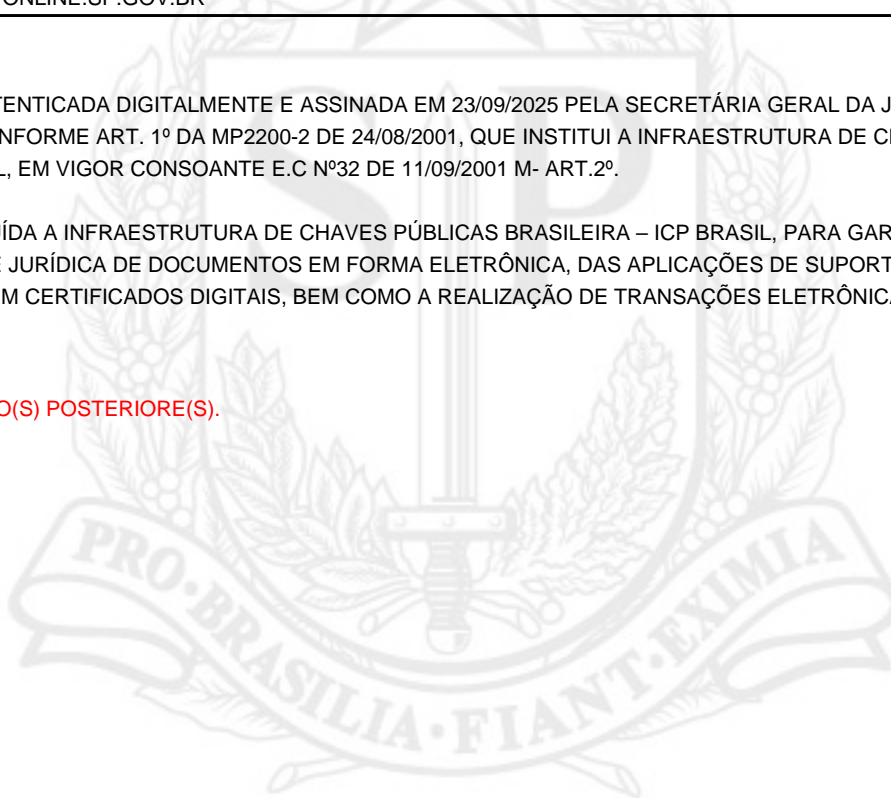 ONLINE.SP.GOV.BR
TENTICADA DIGITALMENTE E ASSINADA EM 23/09/2025 PELA SECRETÁRIA GERAL DA J
NFORME ART. 1º DA MP2200-2 DE 24/08/2001, QUE INSTITUI A INFRAESTRUTURA DE C
L, EM VIGOR CONSOANTE E.C Nº32 DE 11/09/2001 M- ART.2º.
ÍDA A INFRAESTRUTURA DE CHAVES PÚBLICAS BRASILEIRA – ICP BRASIL, PARA GAR
E JURÍDICA DE DOCUMENTOS EM FORMA ELETRÔNICA, DAS APLICAÇÕES DE SUPORT
M CERTIFICADOS DIGITAIS, BEM COMO A REALIZAÇÃO DE TRANSAÇÕES ELETRÔNICA
O(S) POSTERIORE(S).
SP
PRO·BRASILIA·FIANT·EXIMIA